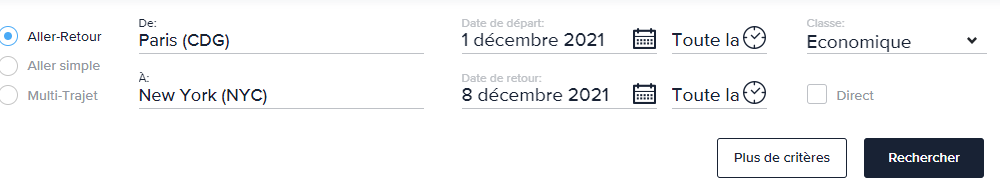 De: Date de départ: Classe:
Aller-Retour Paris (CDG) 1 décembre 2021 Toute la Economique
Aller simple
À: Date de retour:
Multi-Trajet New York (NYC) 8 décembre 2021 Toute la Direct
Plus de critères Rechercher